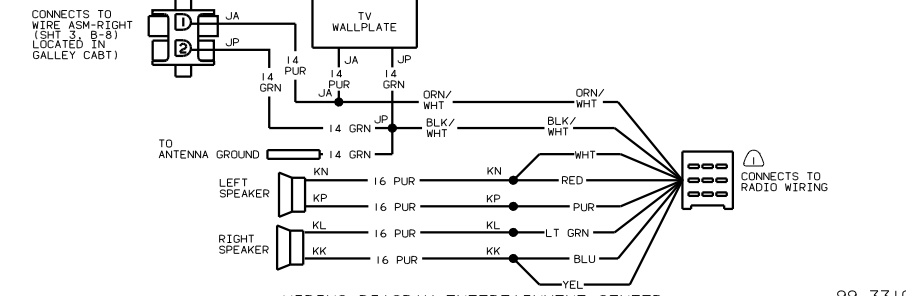 CONNECTS TO
WIRE ASM-RIGHT
(SHT 3, B-8)
LOCATED IN
GALLEY CABT)
1
2
JA
JP
14
PUR
14
GRN
TV
WALLPLATE
JA
14
PUR
JA
JP
14
GRN
ORN/
WHT
ORN/
WHT
14 GRN
JP
BLK/
WHT
BLK/
WHT
TO
ANTENNA GROUND
14 GRN
WHT
1
CONNECTS TO
RADIO WIRING
LEFT
SPEAKER
KN
16 PUR
KN
RED
KP
16 PUR
KP
PUR
RIGHT
SPEAKER
KL
16 PUR
KL
LT GRN
KK
16 PUR
KK
BLU
YEL